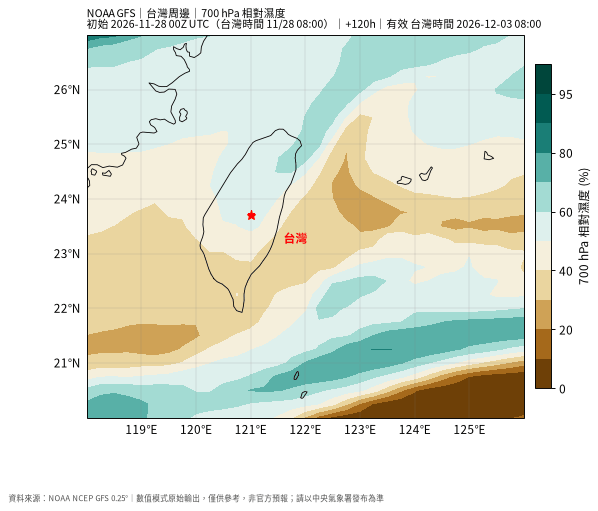 NOAA GFS｜台灣周邊｜700 hPa 相對濕度
初始 2026-11-28 00Z UTC（台灣時間 11/28 08:00）｜+120h｜有效 台灣時間 2026-12-03 08:00
26°N
25°N
24°N
23°N
22°N
21°N
119°E
120°E
121°E
122°E
123°E
124°E
125°E
台灣
95
80
60
40
20
0
700 hPa 相對濕度 (%)
資料來源：NOAA NCEP GFS 0.25°｜數值模式原始輸出，僅供參考，非官方預報；請以中央氣象署發布為準